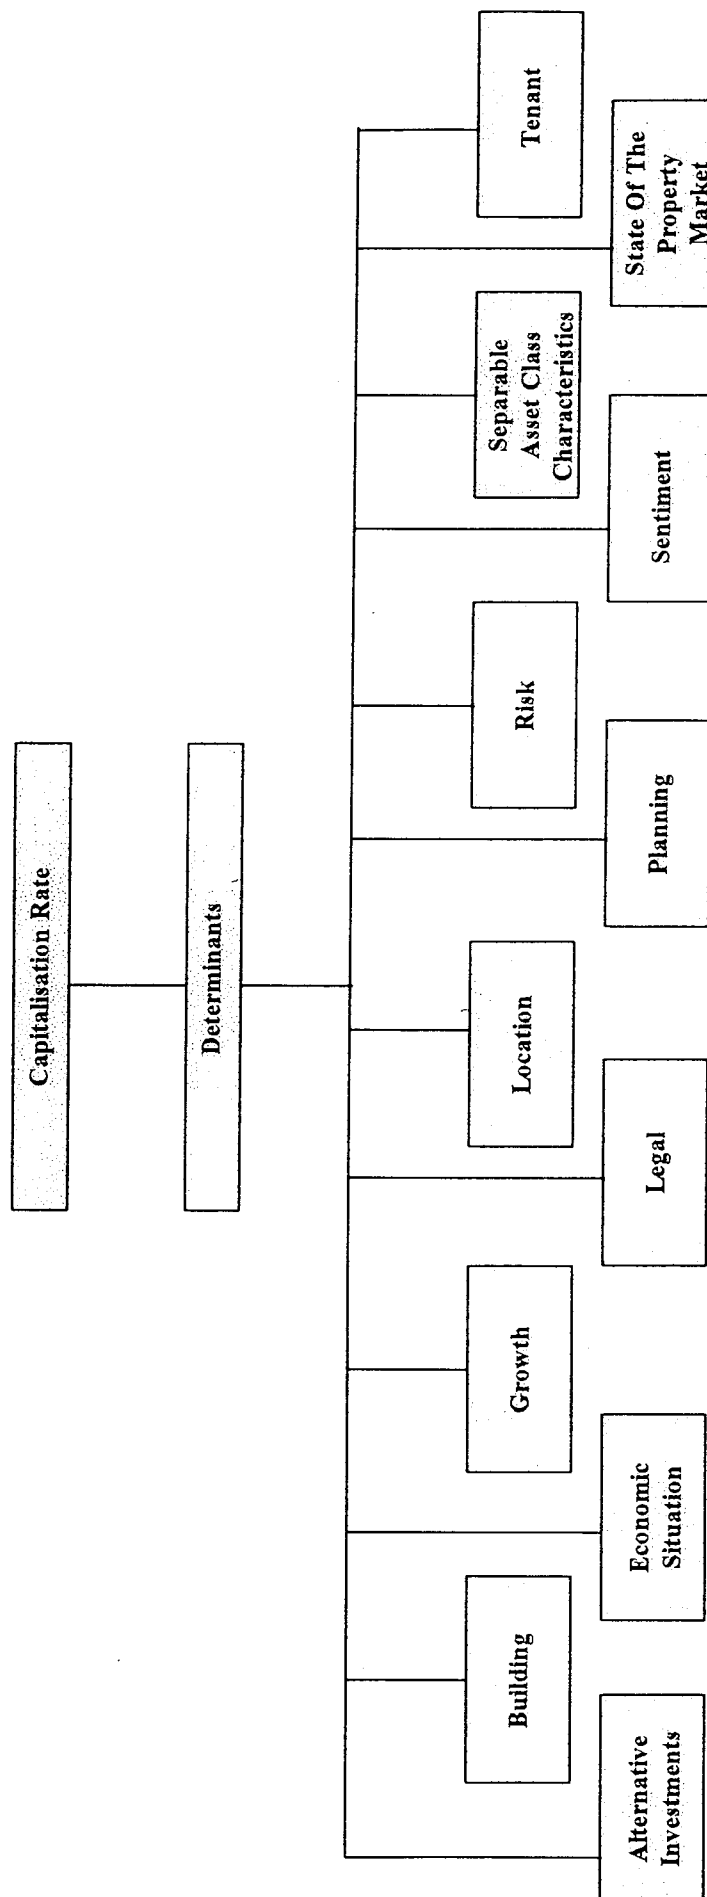 Capitalisation Rate
Determinants
Building
Growth
Location
Risk
Separable
Asset Class
Characteristics
Tenant
Alternative
Investments
Economic
Situation
Legal
Planning
Sentiment
State Of The
Property
Market